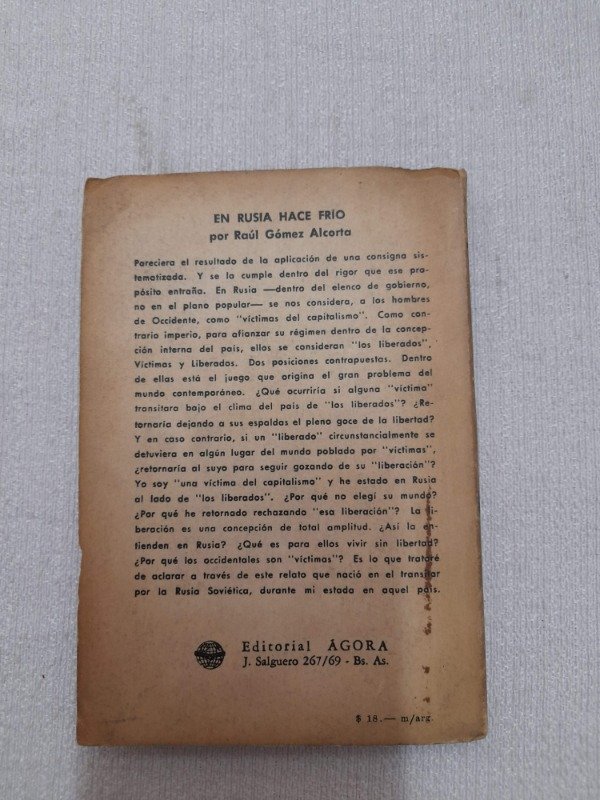 EN RUSIA HACE FRÍO
por Raúl Gómez Alcorta
Pareciera el resultado de la aplicación de una consigna sis-
tematizada. Y se la cumple dentro del rigor que ese pro-
pósito entraña. En Rusia —dentro del elenco de gobierno,
no en el plano popular— se nos considera, a los hombres
de Occidente, como "víctimas del capitalismo". Como con-
trario imperio, para afianzar su régimen dentro de la concep-
ción interna del país, ellos se consideran "los liberados",
Víctimas y Liberados. Dos posiciones contrapuestas. Dentro
de ellas está el juego que origina el gran problema del
mundo contemporáneo. ¿Qué ocurriría si alguna "víctima"
transitara bajo el clima del país de "los liberados"? ¿Re-
tornaría dejando a sus espaldas el pleno goce de la libertad?
Y en caso contrario, si un "liberado" circunstancialmente se
detuviera en algún lugar del mundo poblado por "víctimas",
¿retornaría al suyo para seguir gozando de su "liberación"?
Yo soy "una víctima del capitalismo" y he estado en Rusia
al lado de "los liberados". ¿Por qué no elegí su mundo?
¿Por qué he retornado rechazando "esa liberación"? La li-
beración es una concepción de total amplitud. ¿Así la en-
tienden en Rusia? ¿Qué es para ellos vivir sin libertad?
¿Por qué los occidentales son "víctimas"? Es lo que trataré
de aclarar a través de este relato que nació en el transitar
por la Rusia Soviética, durante mi estada en aquel país.
Editorial ÁGORA
J. Salguero 267/69 - Bs. As.
$ 18.— m/arg.